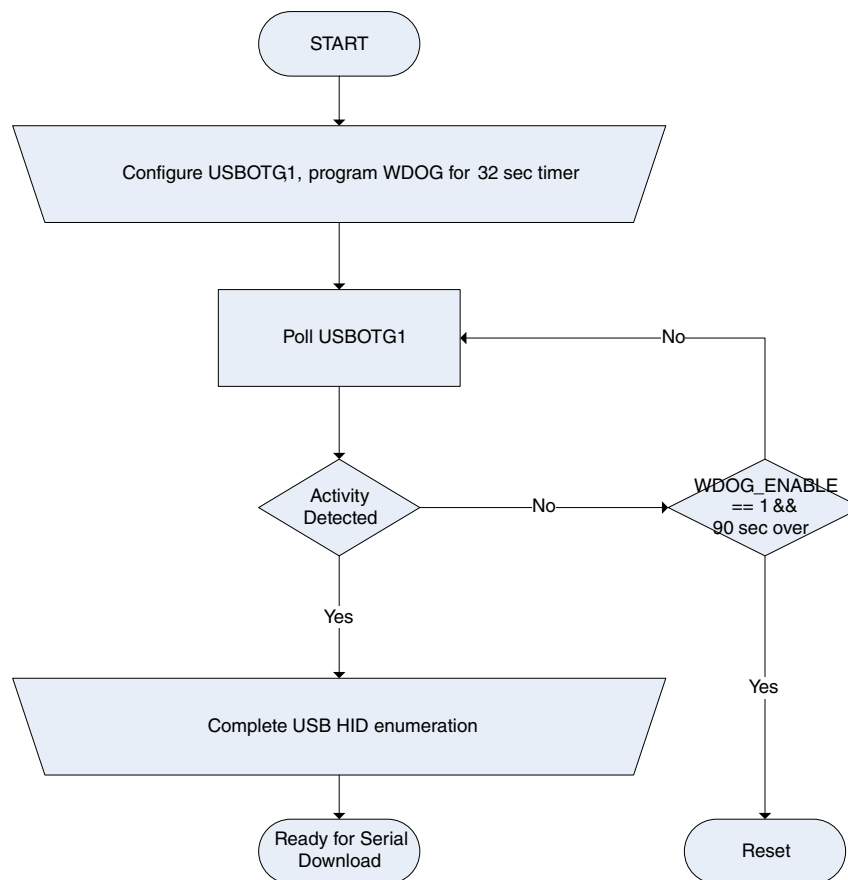 START
Configure USBOTG1, program WDOG for 32 sec timer
Poll USBOTG1
No
Activity
Detected
No
WDOG_ENABLE
== 1 &&
90 sec over
Yes
Yes
Complete USB HID enumeration
Ready for Serial
Download
Reset